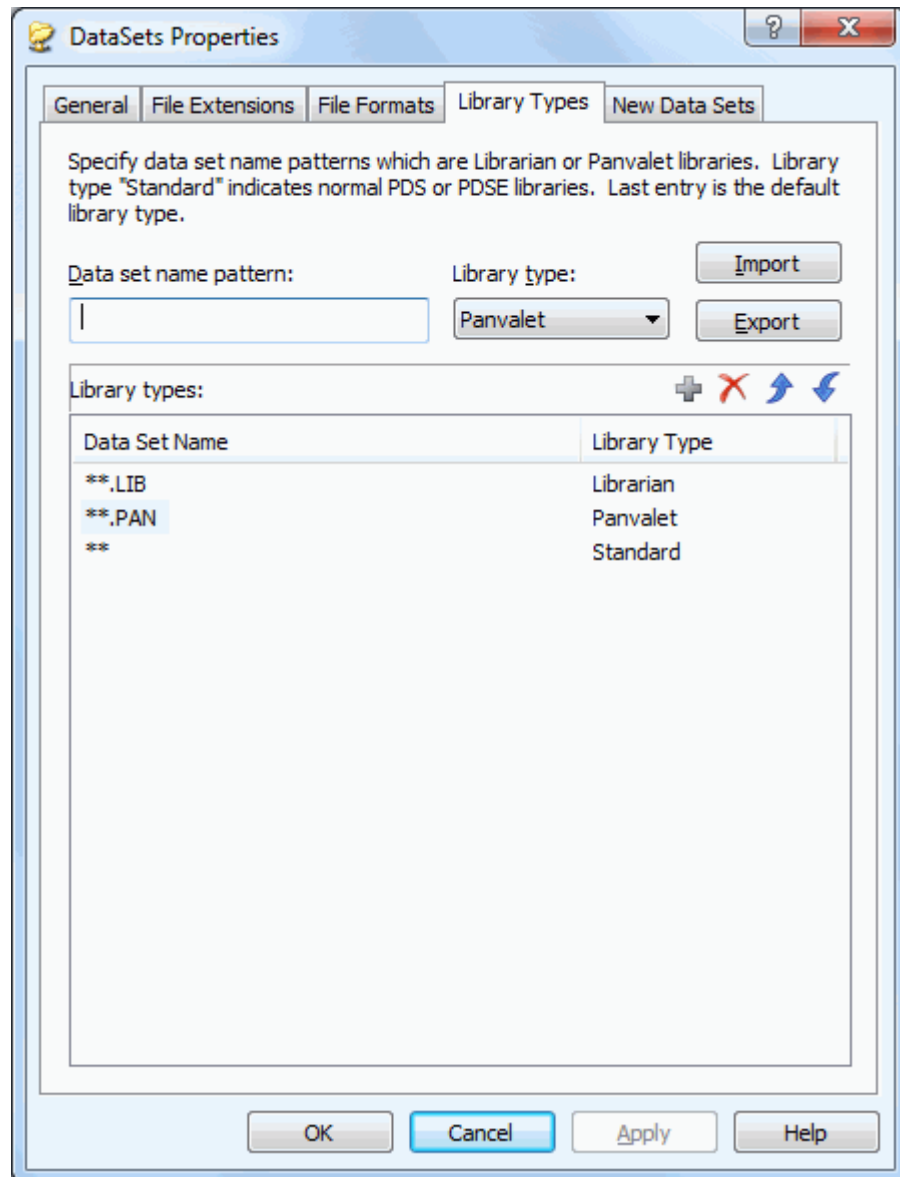 DataSets Properties
General File Extensions File Formats Library Types New Data Sets
Specify data set name patterns which are Librarian or Panvalet libraries. Library
type "Standard" indicates normal PDS or PDSE libraries. Last entry is the default
library type.
Import
Data set name pattern: Library type:
Panvalet Export
Library types:
Data Set Name Library Type
**.LIB Librarian
**.PAN Panvalet
** Standard
OK Cancel Apply Help